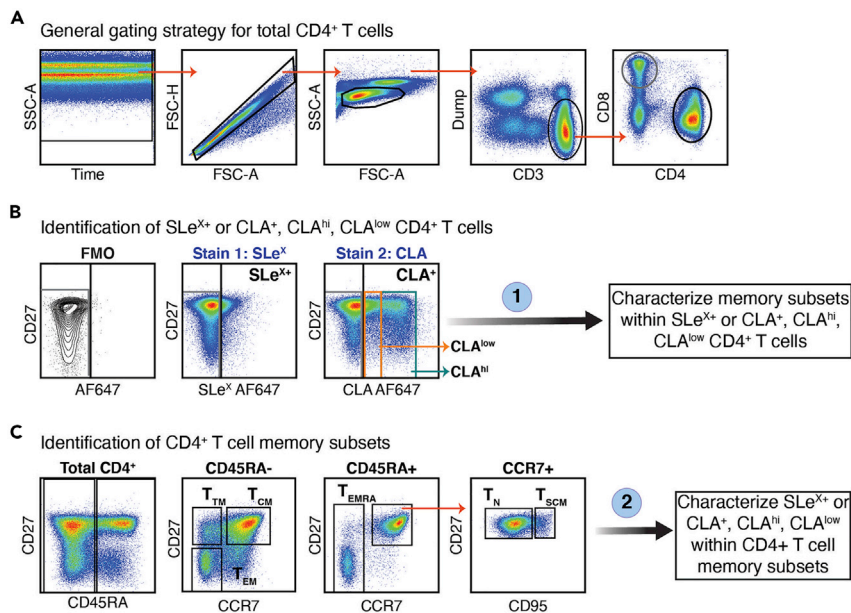 A
General gating strategy for total CD4⁺ T cells
SSC-A
Time
FSC-H
FSC-A
SSC-A
FSC-A
Dump
CD3
CD8
CD4
B
Identification of SLeˣ⁺ or CLA⁺, CLAʰⁱ, CLAˡᵒʷ CD4⁺ T cells
FMO
CD27
AF647
Stain 1: SLeˣ
SLeˣ⁺
CD27
SLeˣ AF647
Stain 2: CLA
CLA⁺
CD27
CLA AF647
CLAˡᵒʷ
CLAʰⁱ
1
Characterize memory subsets
within SLeˣ⁺ or CLA⁺, CLAʰⁱ,
CLAˡᵒʷ CD4⁺ T cells
C
Identification of CD4⁺ T cell memory subsets
Total CD4⁺
CD27
CD45RA
CD45RA-
T_TM
T_CM
T_EM
CD27
CCR7
CD45RA+
T_EMRA
CD27
CCR7
CCR7+
T_N
T_SCM
CD27
CD95
2
Characterize SLeˣ⁺ or
CLA⁺, CLAʰⁱ, CLAˡᵒʷ
within CD4+ T cell
memory subsets